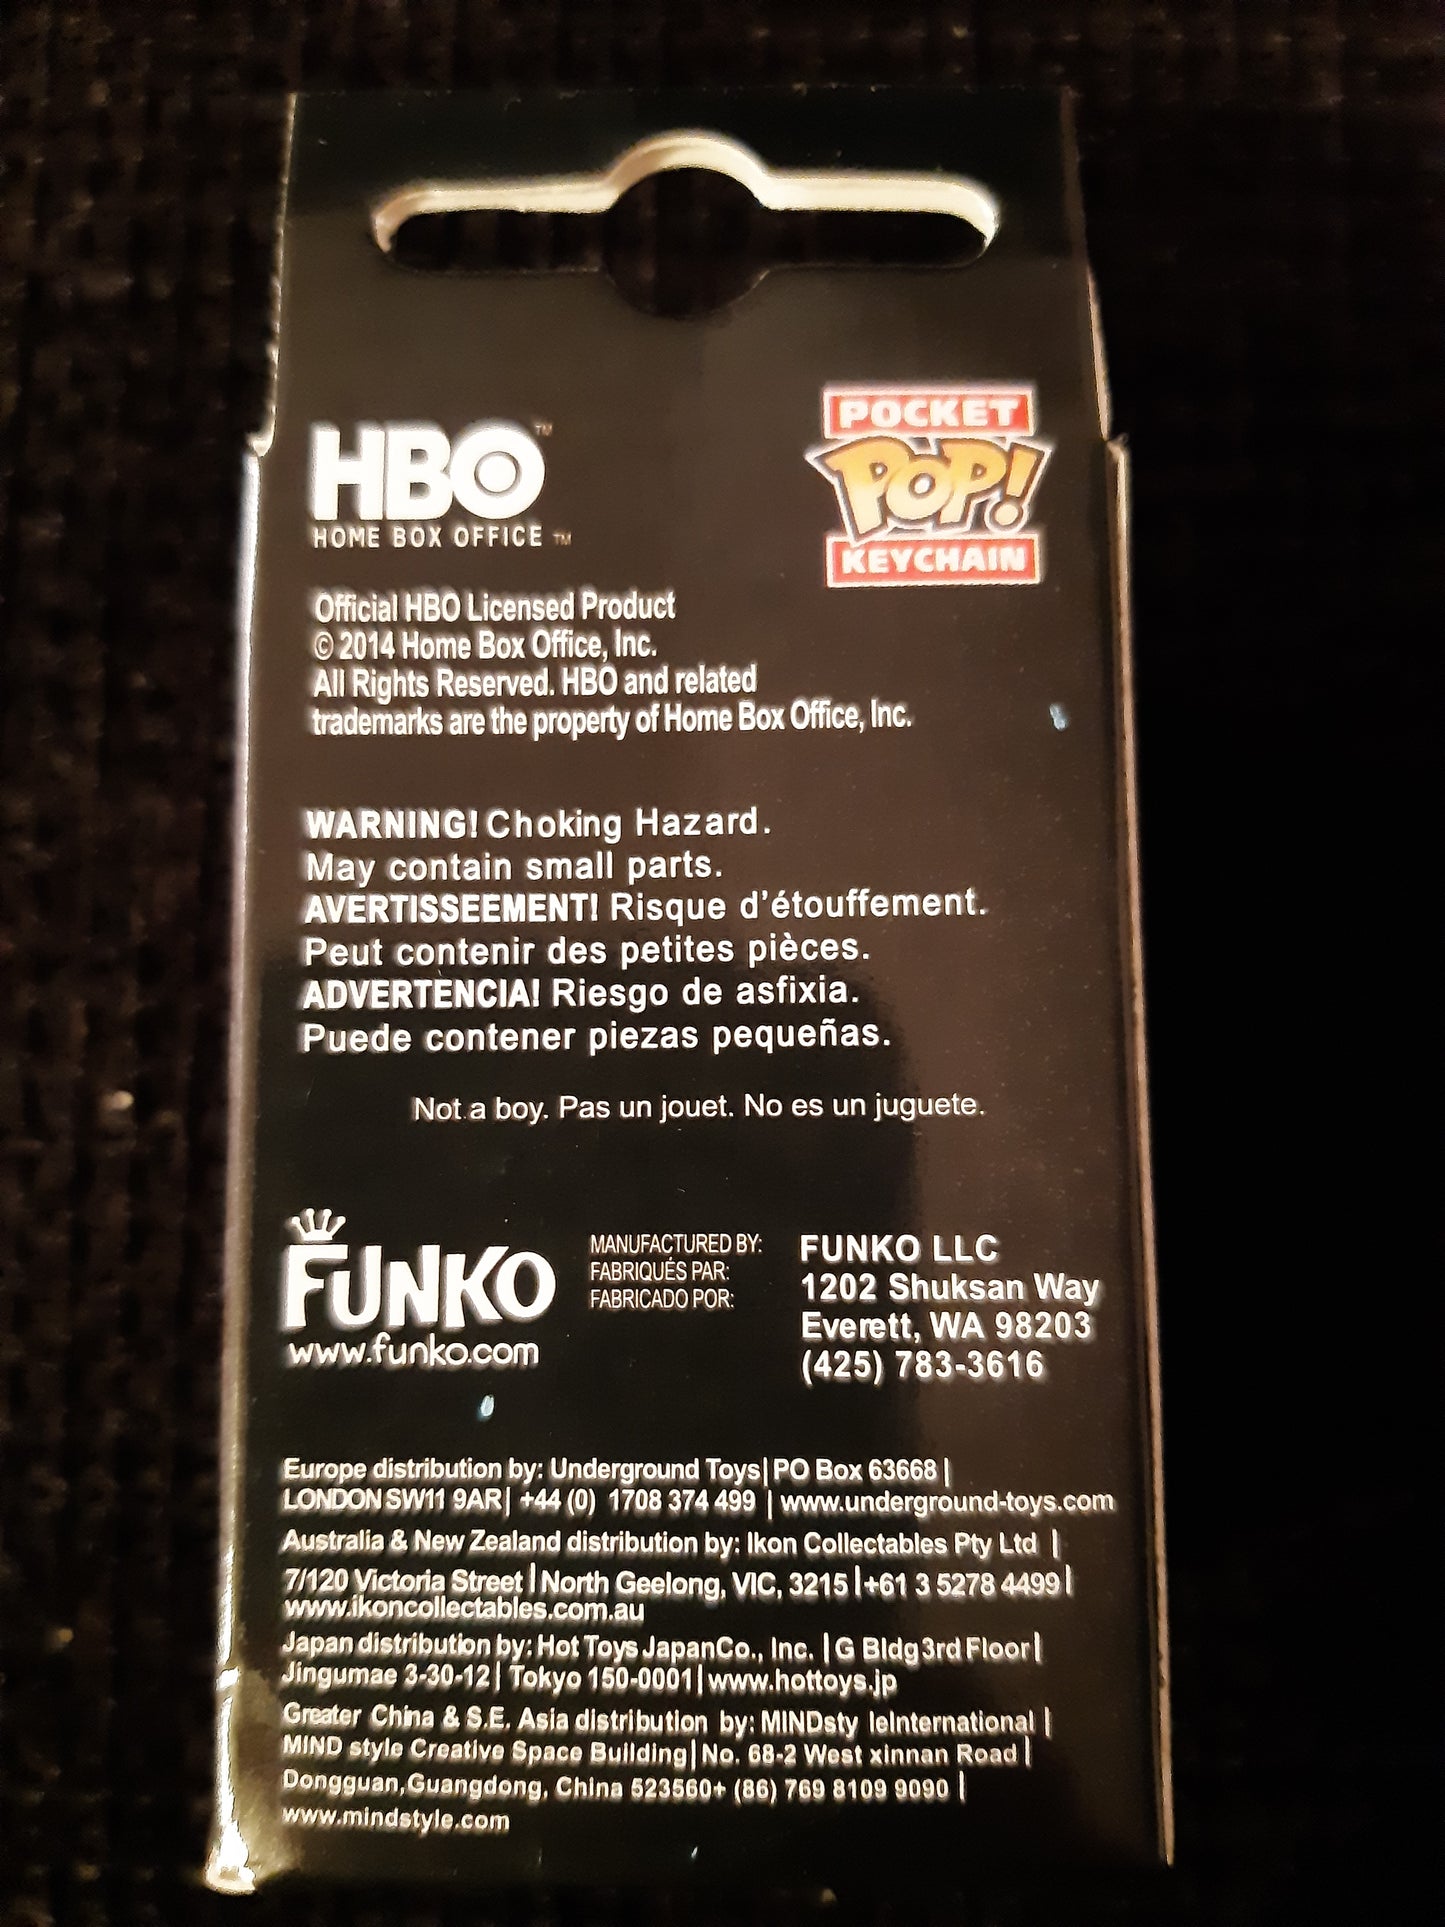 HBO™
HOME BOX OFFICE ™
POCKET
POP!
KEYCHAIN
Official HBO Licensed Product
© 2014 Home Box Office, Inc.
All Rights Reserved. HBO and related
trademarks are the property of Home Box Office, Inc.
WARNING! Choking Hazard.
May contain small parts.
AVERTISSEEMENT! Risque d'étouffement.
Peut contenir des petites pièces.
ADVERTENCIA! Riesgo de asfixia.
Puede contener piezas pequeñas.
Not a boy. Pas un jouet. No es un juguete.
FUNKO
www.funko.com
MANUFACTURED BY:
FABRIQUÉS PAR:
FABRICADO POR:
FUNKO LLC
1202 Shuksan Way
Everett, WA 98203
(425) 783-3616
Europe distribution by: Underground Toys| PO Box 63668 |
LONDON SW11 9AR| +44 (0) 1708 374 499 | www.underground-toys.com
Australia & New Zealand distribution by: Ikon Collectables Pty Ltd |
7/120 Victoria Street | North Geelong, VIC, 3215 | +61 3 5278 4499 |
www.ikoncollectables.com.au
Japan distribution by: Hot Toys JapanCo., Inc. | G Bldg3rd Floor|
Jingumae 3-30-12| Tokyo 150-0001| www.hottoys.jp
Greater China & S.E. Asia distribution by: MINDsty leInternational |
MIND style Creative Space Building| No. 68-2 West xinnan Road |
Dongguan,Guangdong, China 523560+ (86) 769 8109 9090 |
www.mindstyle.com